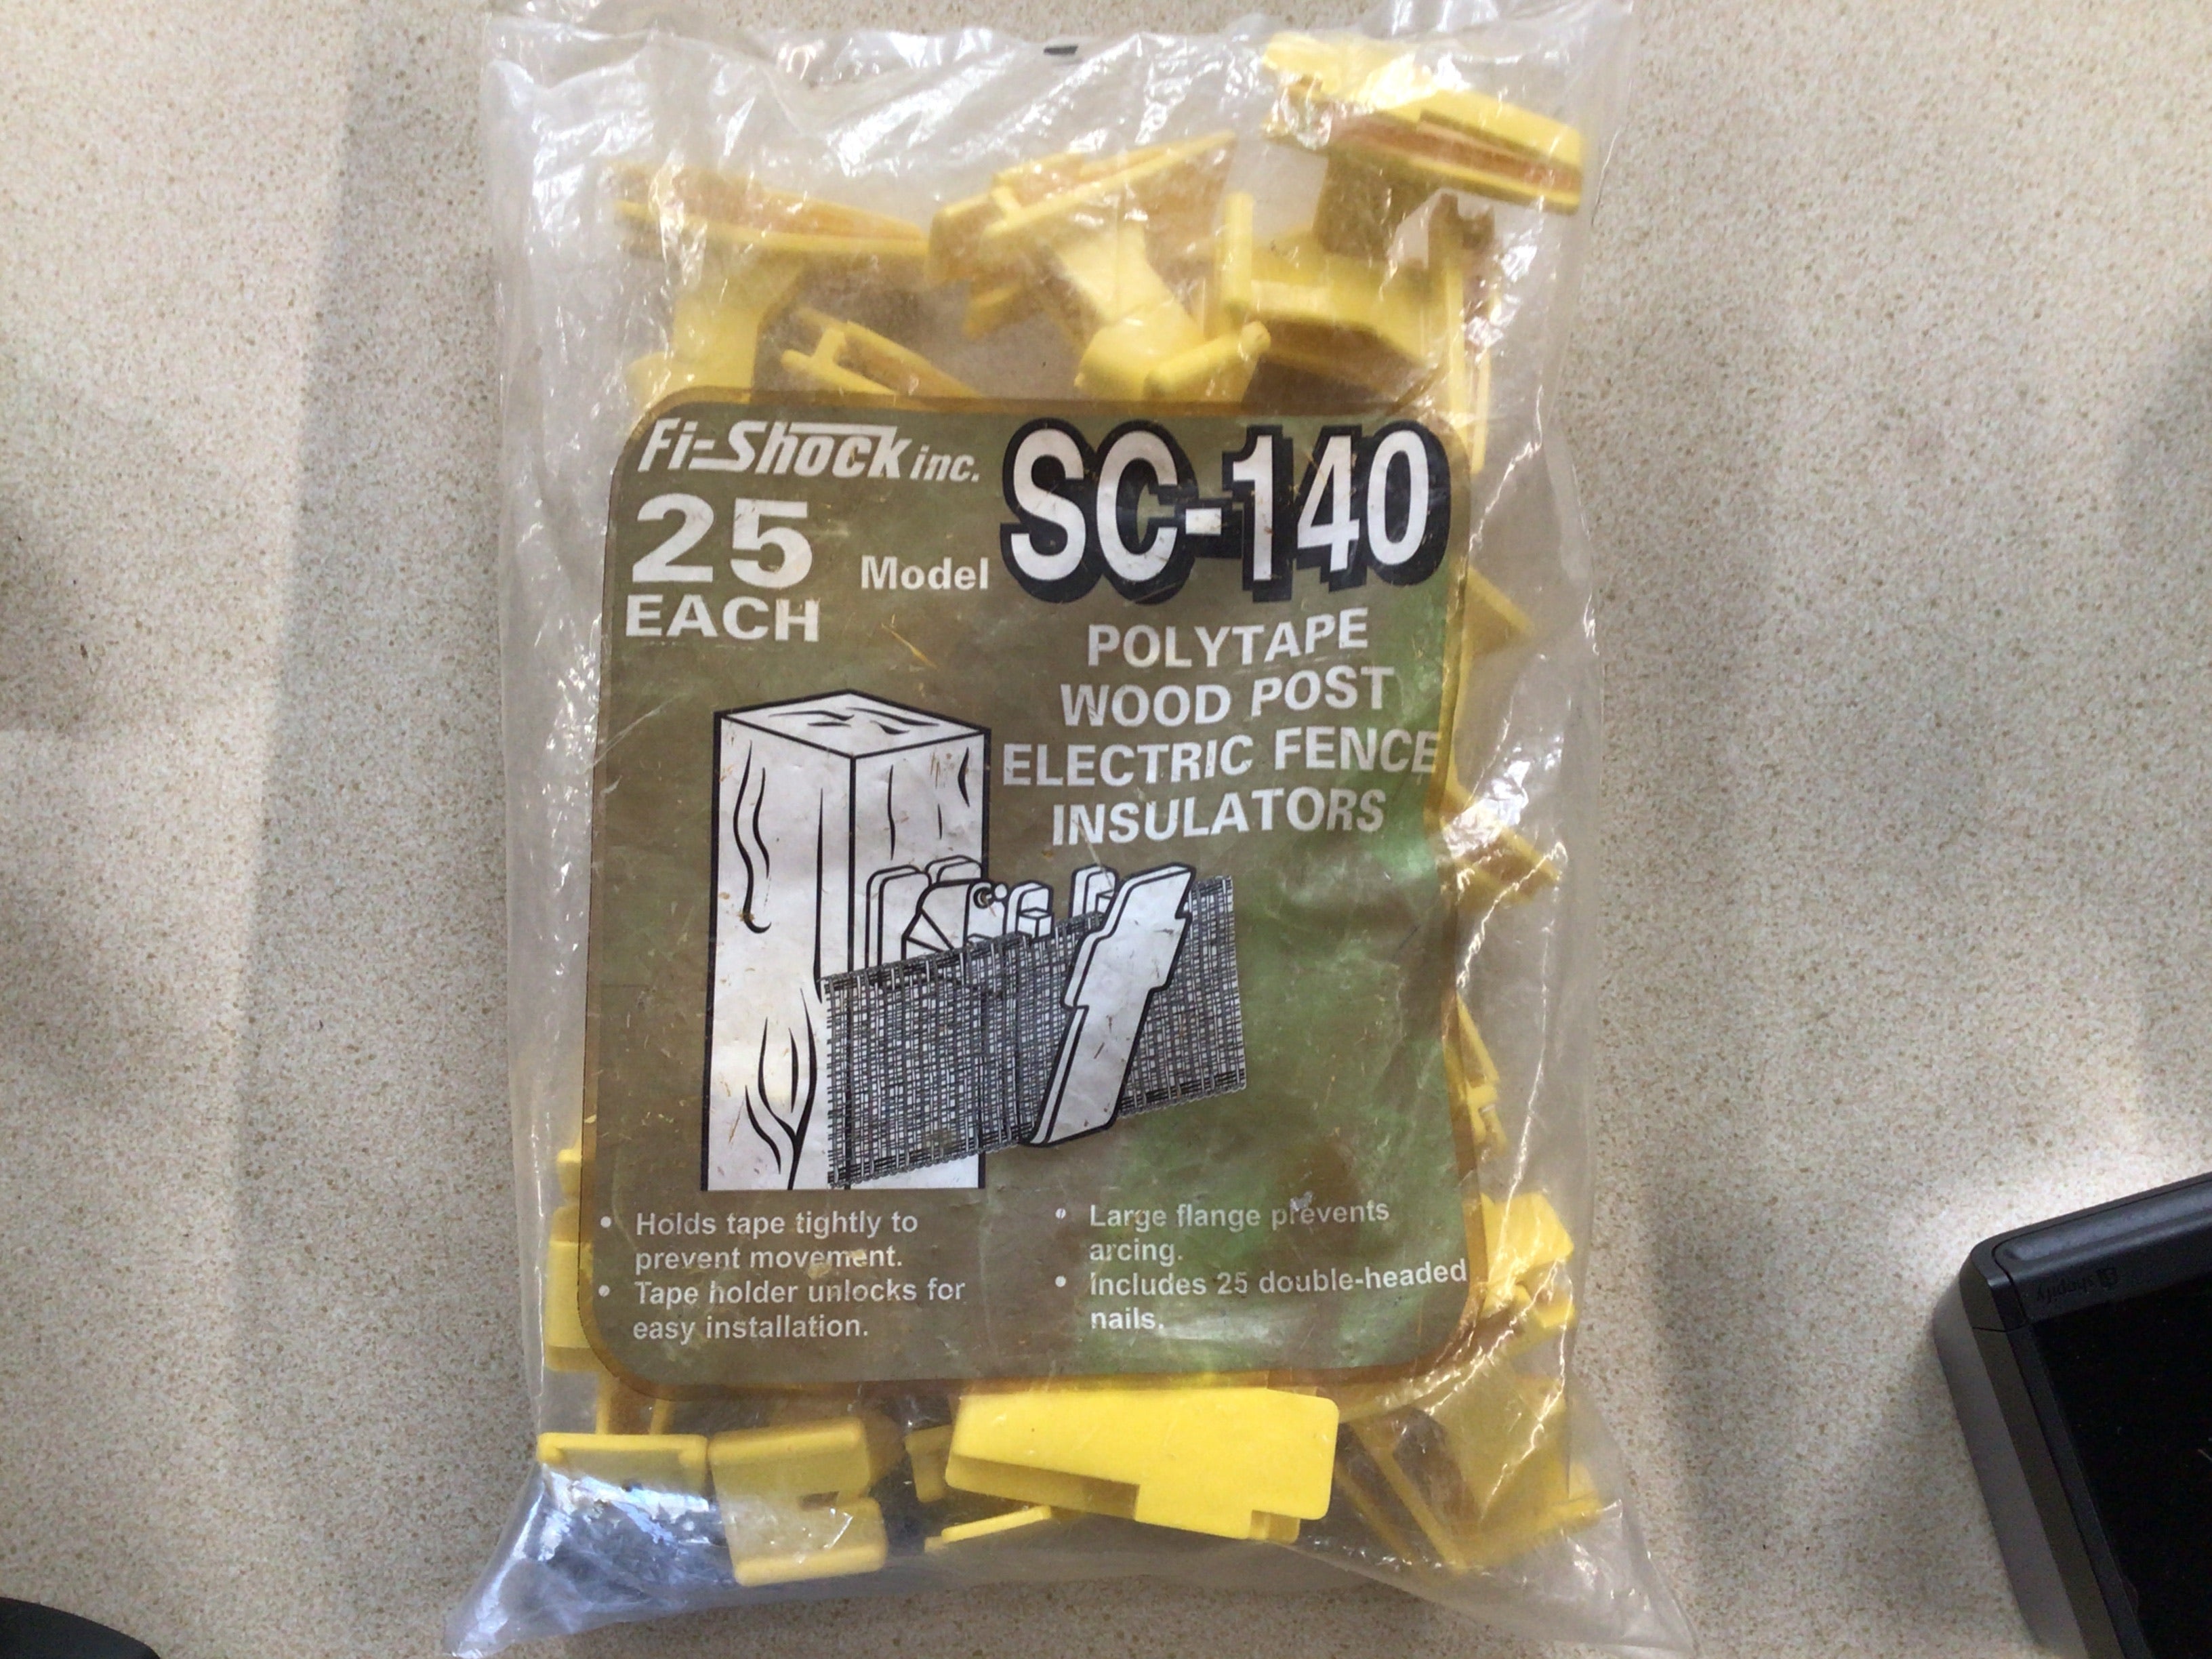 Fi-Shock inc.
SC-140
25
EACH
Model
POLYTAPE
WOOD POST
ELECTRIC FENCE
INSULATORS
• Holds tape tightly to
prevent movement.
• Tape holder unlocks for
easy installation.
• Large flange prevents
arcing.
• Includes 25 double-headed
nails.
shopify